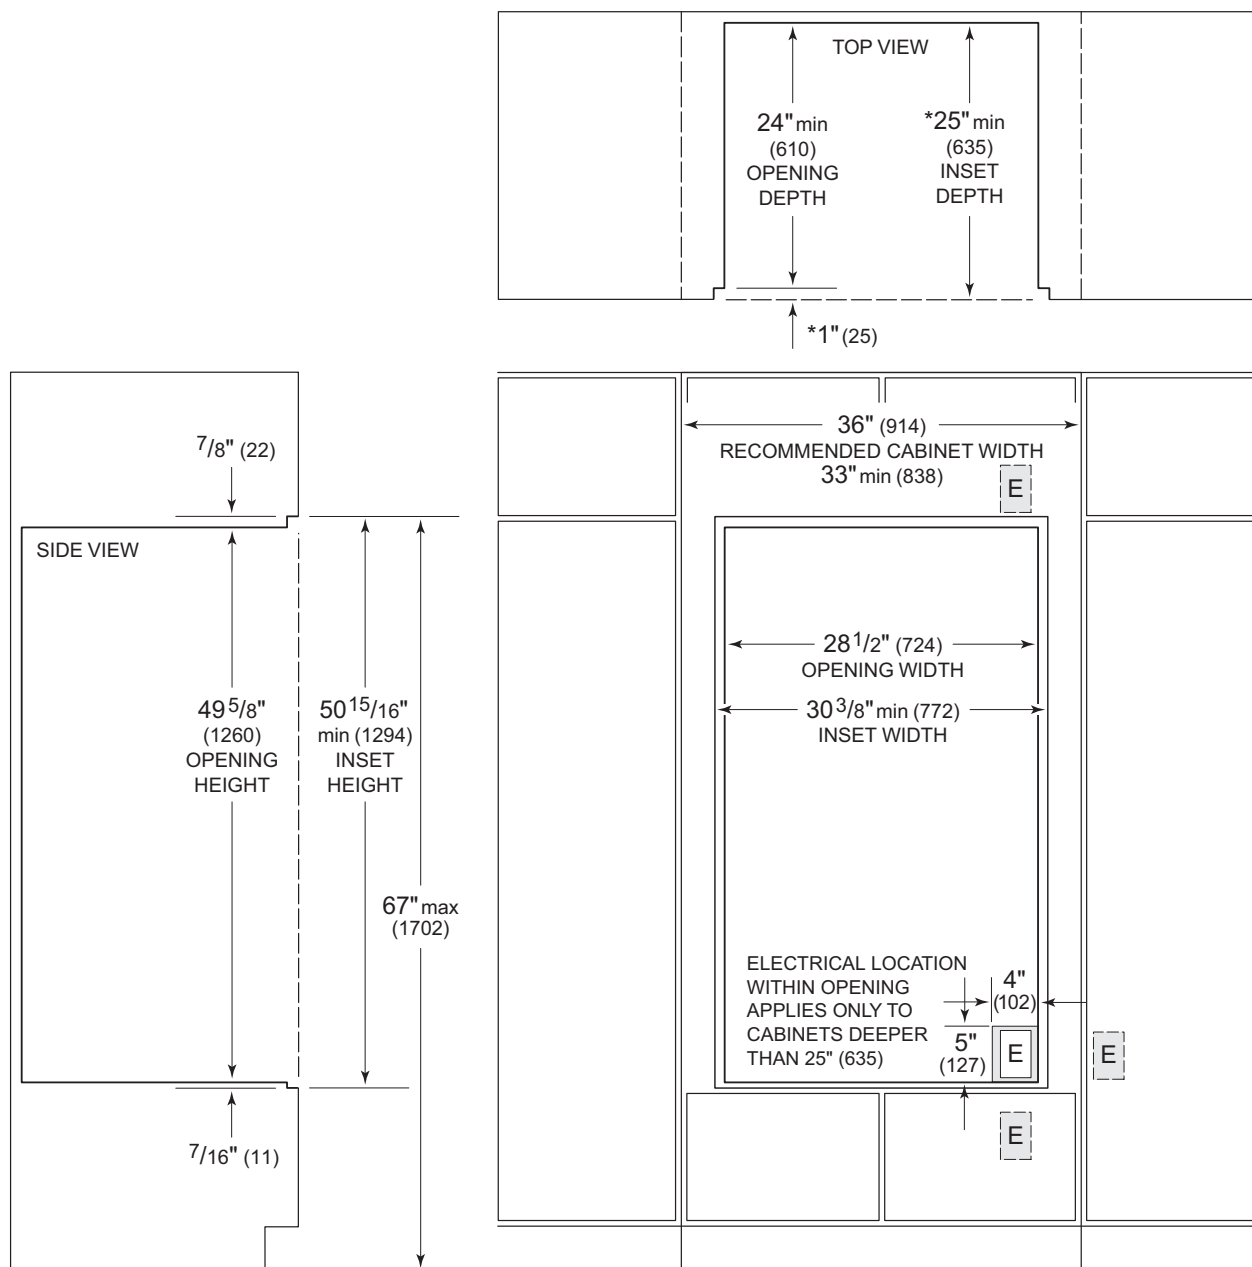 TOP VIEW
24" min
(610)
OPENING
DEPTH
*25" min
(635)
INSET
DEPTH
*1" (25)
7/8" (22)
36" (914)
RECOMMENDED CABINET WIDTH
33" min (838)
E
SIDE VIEW
28 1/2" (724)
OPENING WIDTH
49 5/8"
(1260)
OPENING
HEIGHT
50 15/16"
min (1294)
INSET
HEIGHT
30 3/8" min (772)
INSET WIDTH
67" max
(1702)
ELECTRICAL LOCATION
WITHIN OPENING
APPLIES ONLY TO
CABINETS DEEPER
THAN 25" (635)
4"
(102)
5"
(127)
E
E
E
7/16" (11)